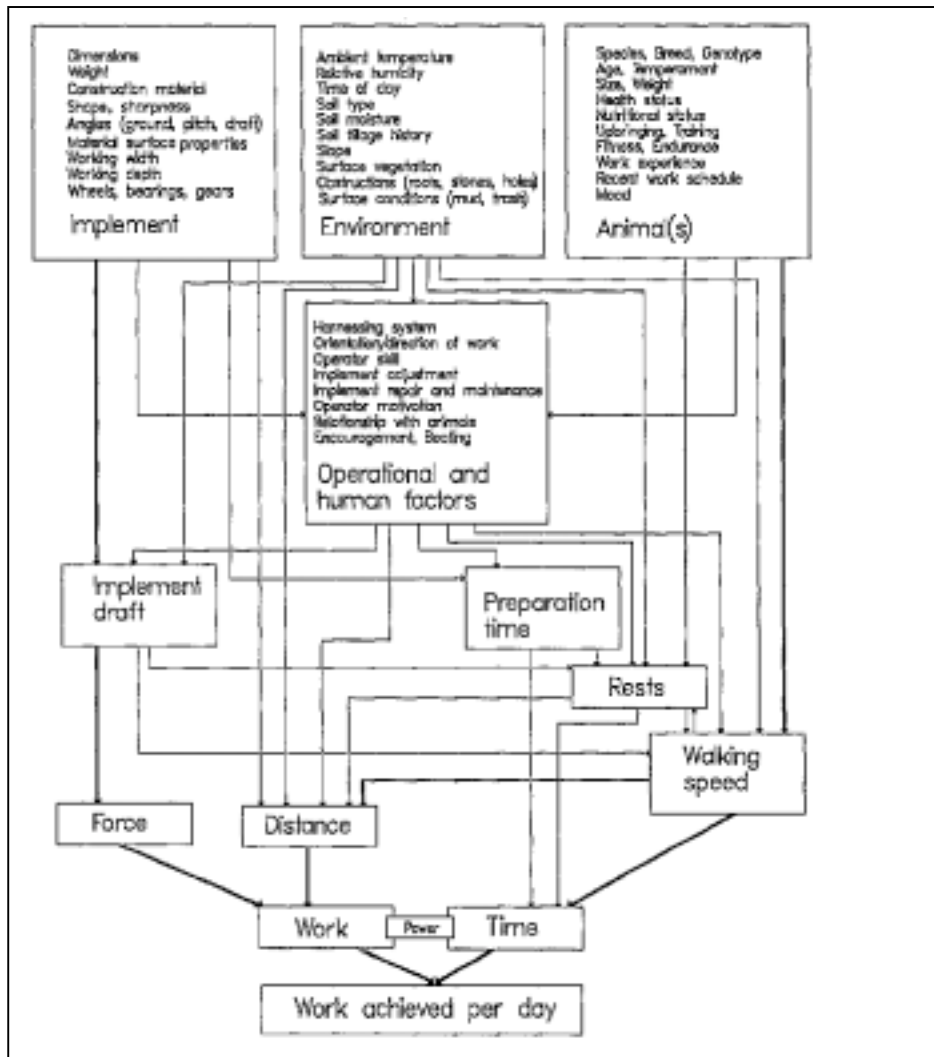 Dimensions
Weight
Construction material
Shape, sharpness
Angles (ground, pitch, draft)
Material surface properties
Working width
Working depth
Wheels, bearings, gears
Implement
Ambient temperature
Relative humidity
Time of day
Soil type
Soil moisture
Soil tillage history
Slope
Surface vegetation
Obstructions (roots, stones, holes)
Surface conditions (mud, trash)
Environment
Species, Breed, Genotype
Age, Temperament
Size, Weight
Health status
Nutritional status
Upbringing, Training
Fitness, Endurance
Work experience
Recent work schedule
Mood
Animal(s)
Harnessing system
Orientation/direction of work
Operator skill
Implement adjustment
Implement repair and maintenance
Operator motivation
Relationship with animals
Encouragement, Beating
Operational and
human factors
Implement
draft
Preparation
time
Rests
Walking
speed
Force
Distance
Work
Power
Time
Work achieved per day